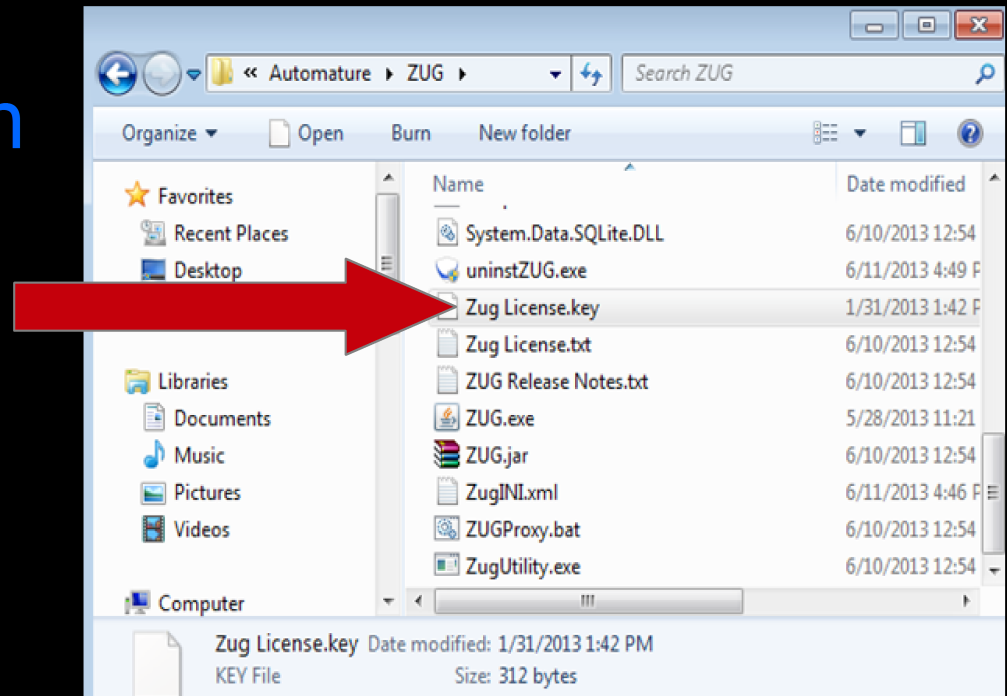 « Automature ▸ ZUG ▸ Search ZUG
n
Organize Open Burn New folder
Name Date modified
Favorites
Recent Places
Desktop
Libraries
Documents
Music
Pictures
Videos
Computer
System.Data.SQLite.DLL 6/10/2013 12:54
uninstZUG.exe 6/11/2013 4:49 P
Zug License.key 1/31/2013 1:42 P
Zug License.txt 6/10/2013 12:54
ZUG Release Notes.txt 6/10/2013 12:54
ZUG.exe 5/28/2013 11:21
ZUG.jar 6/10/2013 12:54
ZugINI.xml 6/11/2013 4:46 P
ZUGProxy.bat 6/10/2013 12:54
ZugUtility.exe 6/10/2013 12:54
Zug License.key Date modified: 1/31/2013 1:42 PM
KEY File Size: 312 bytes